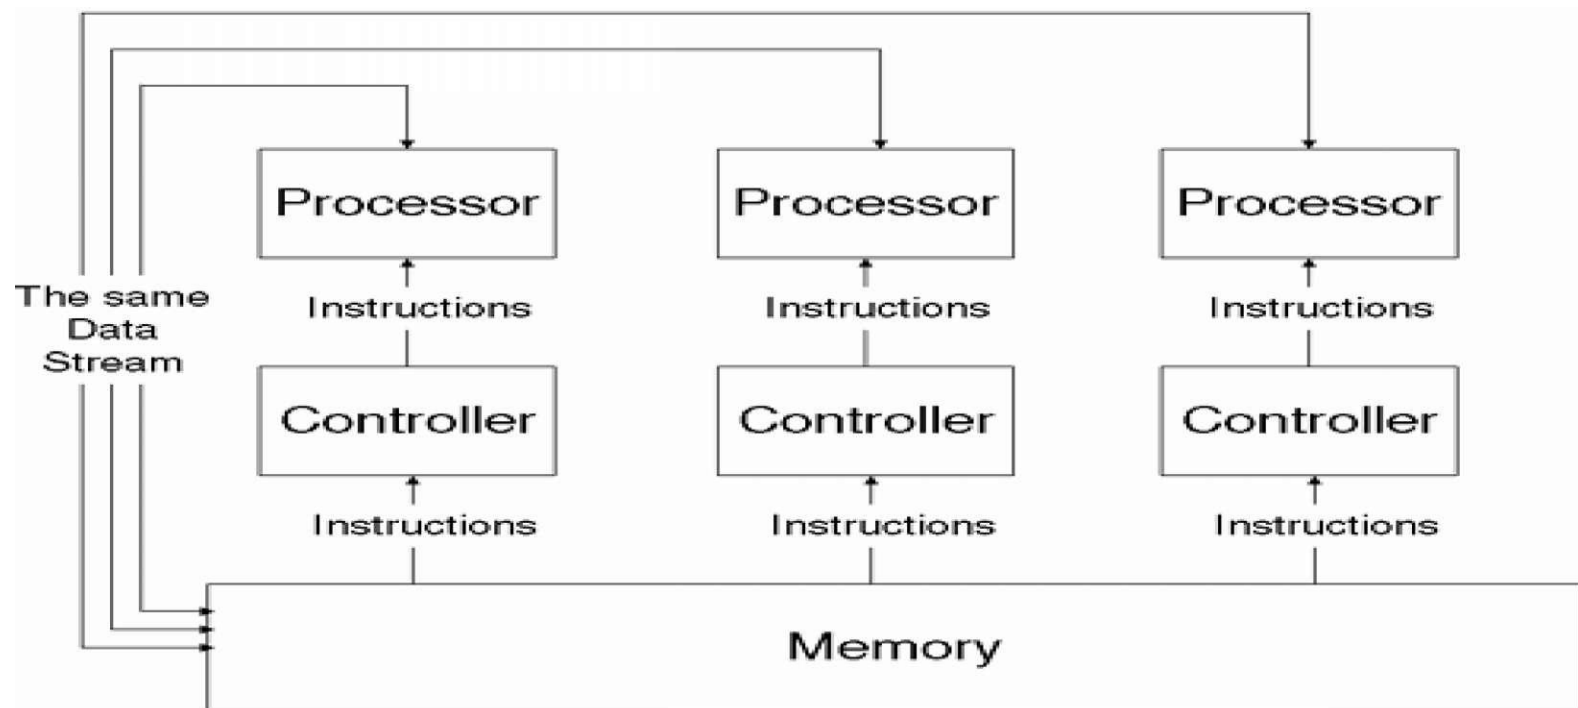 Processor
Processor
Processor
The same
Data
Stream
Instructions
Instructions
Instructions
Controller
Controller
Controller
Instructions
Instructions
Instructions
Memory